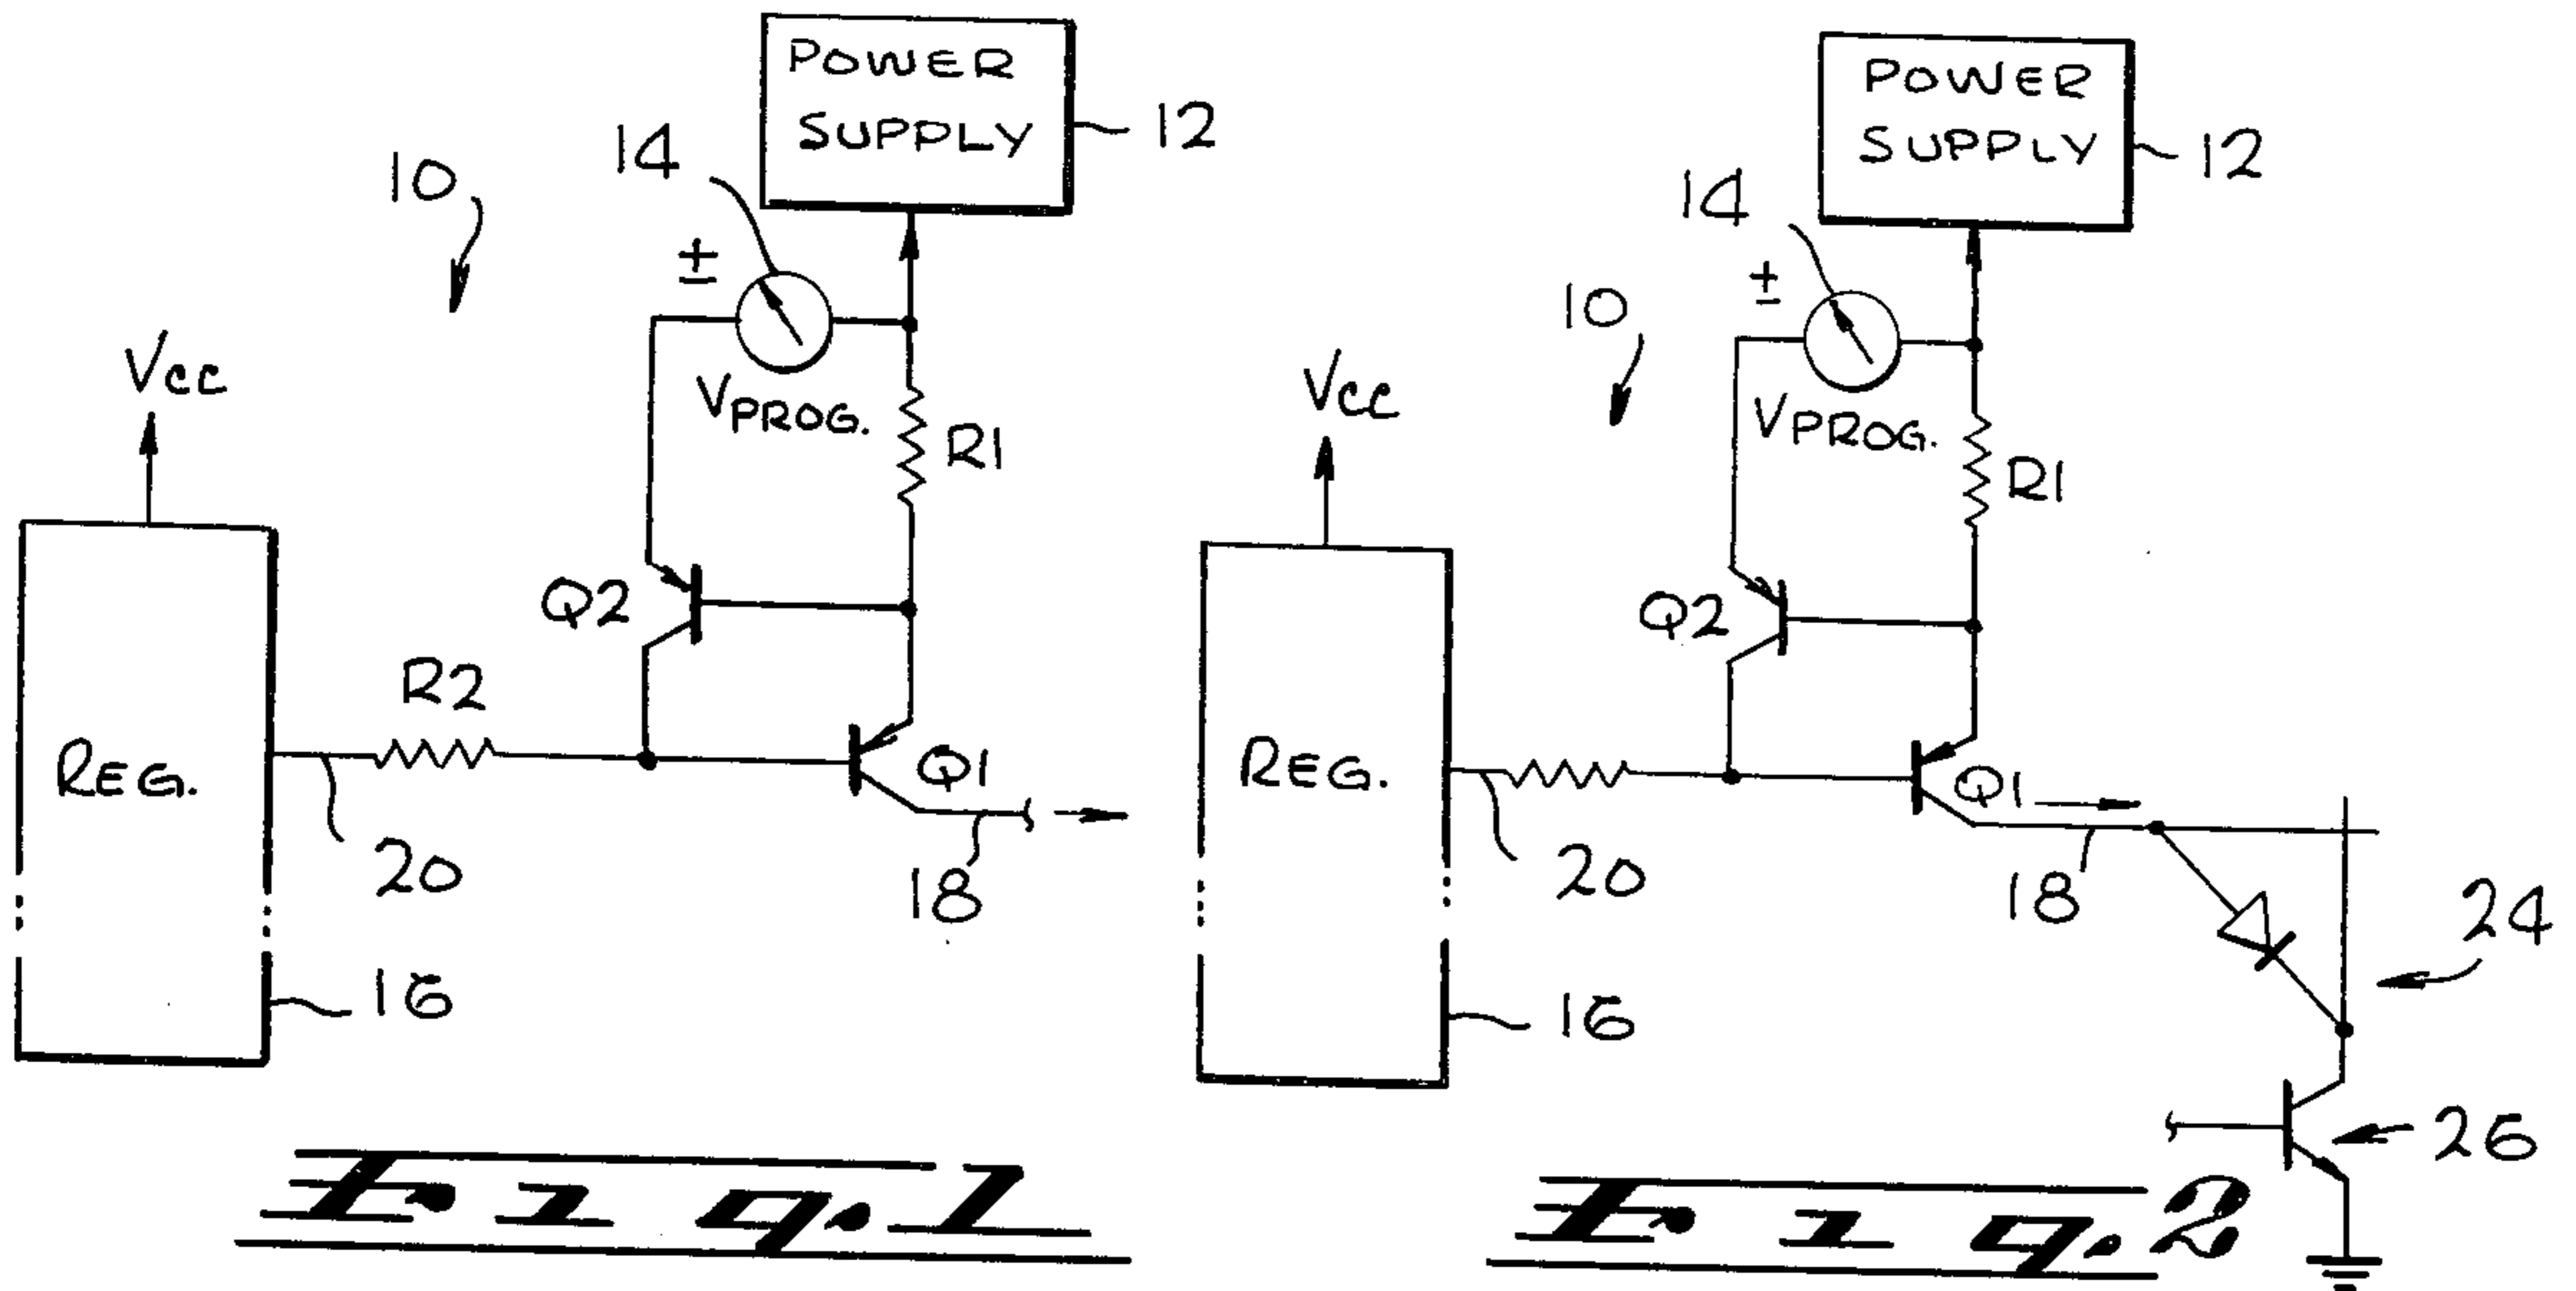 POWER
SUPPLY
12
14
10
±
VPROG.
R1
Vcc
Q2
R2
REG.
Q1
20
18
16
Fig. 1
POWER
SUPPLY
12
14
10
±
VPROG.
R1
Vcc
Q2
REG.
Q1
20
18
24
16
26
Fig. 2